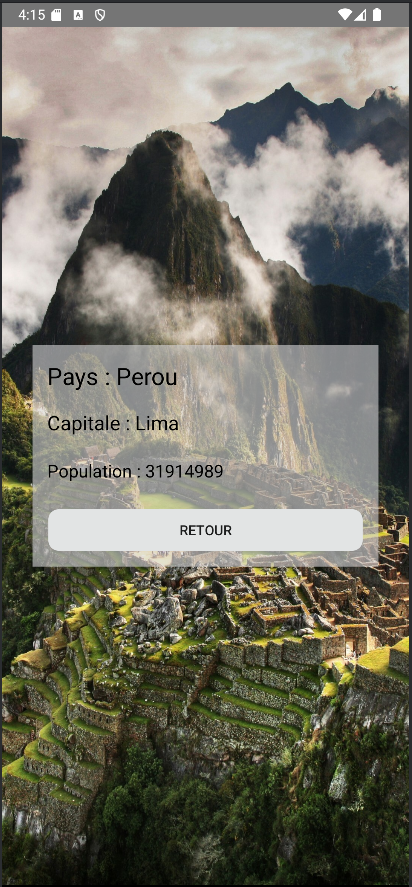 4:15
Pays : Perou
Capitale : Lima
Population : 31914989
RETOUR